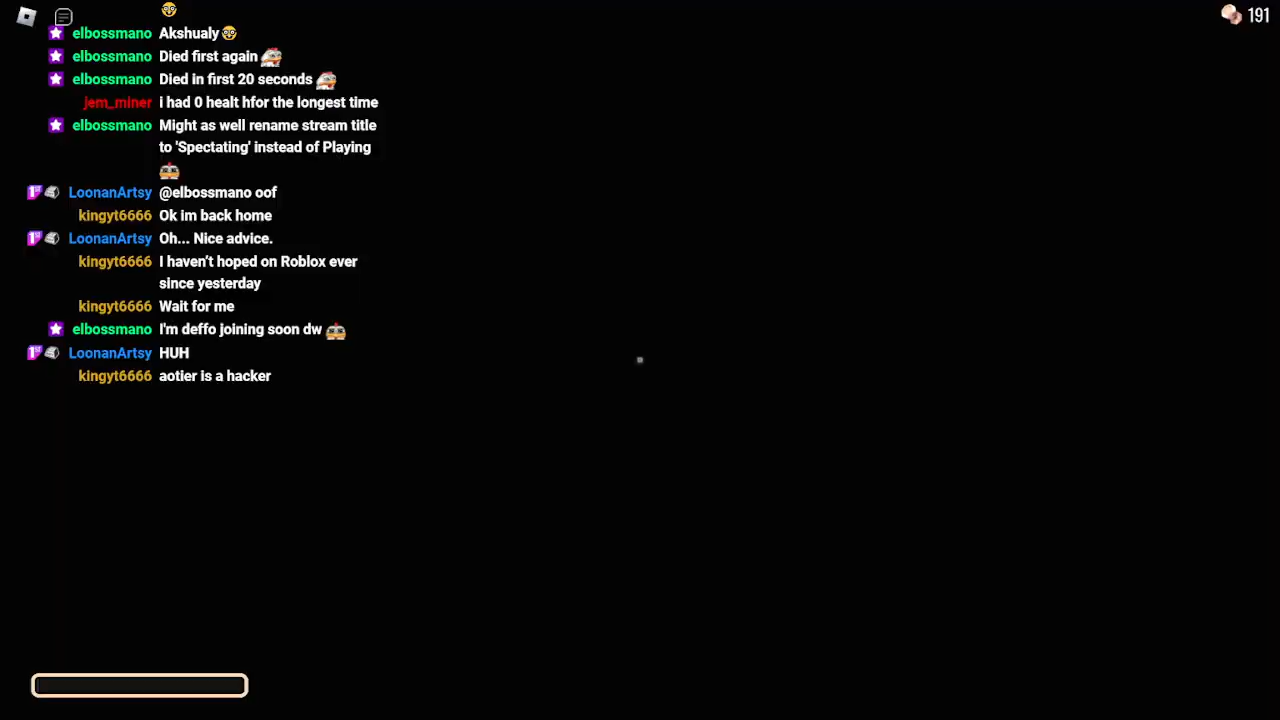 191
elbossmano Akshualy
elbossmano Died first again
elbossmano Died in first 20 seconds
jem_miner i had 0 healt hfor the longest time
elbossmano Might as well rename stream title
to 'Spectating' instead of Playing
LoonanArtsy @elbossmano oof
kingyt6666 Ok im back home
LoonanArtsy Oh... Nice advice.
kingyt6666 I haven't hoped on Roblox ever
since yesterday
kingyt6666 Wait for me
elbossmano I'm deffo joining soon dw
LoonanArtsy HUH
kingyt6666 aotier is a hacker